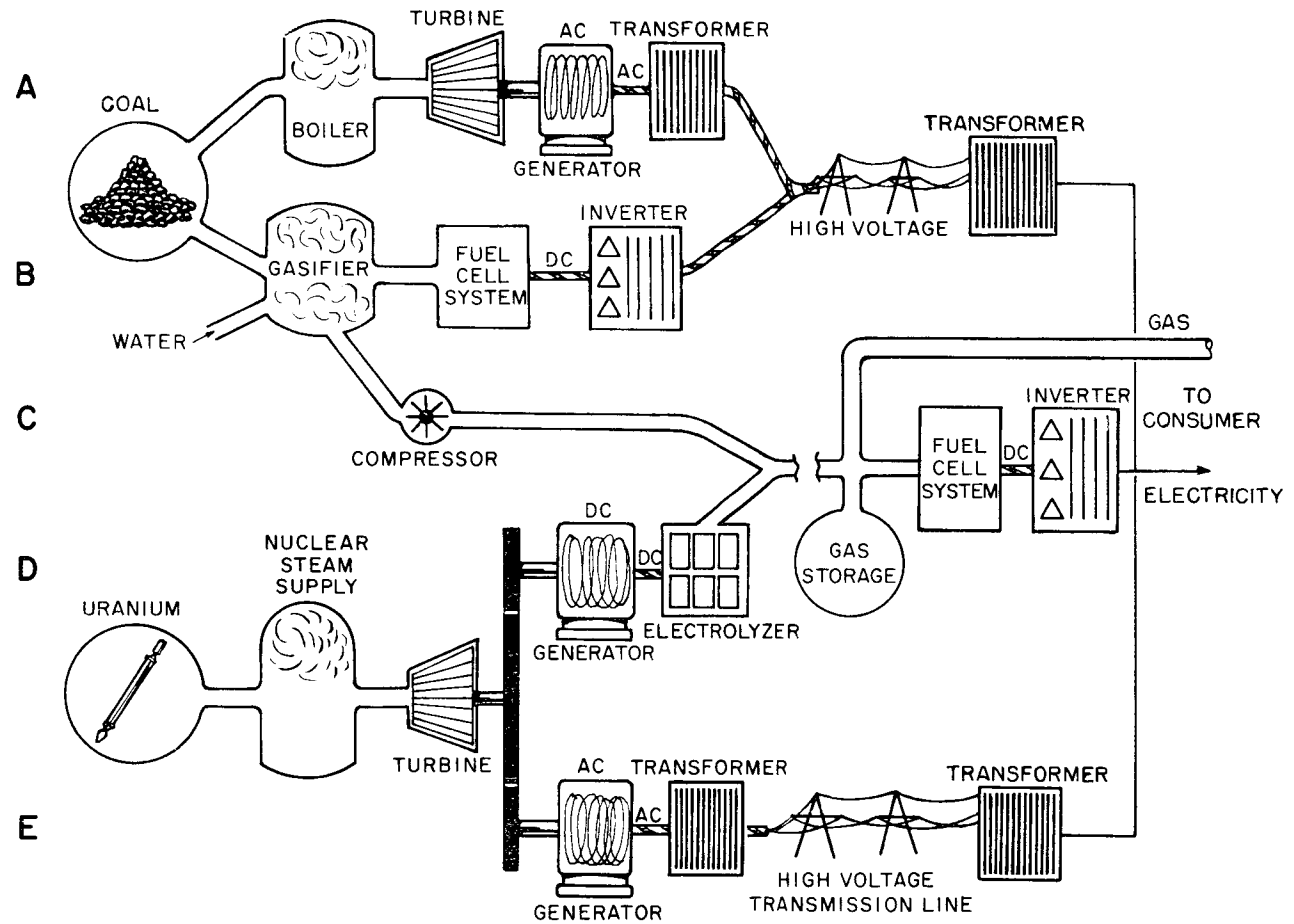 A
COAL
BOILER
TURBINE
AC
GENERATOR
AC
TRANSFORMER
HIGH VOLTAGE
TRANSFORMER
B
WATER
GASIFIER
FUEL
CELL
SYSTEM
DC
INVERTER
C
COMPRESSOR
GAS
STORAGE
GAS
FUEL
CELL
SYSTEM
DC
INVERTER
TO
CONSUMER
ELECTRICITY
D
URANIUM
NUCLEAR
STEAM
SUPPLY
TURBINE
DC
GENERATOR
DC
ELECTROLYZER
E
AC
GENERATOR
AC
TRANSFORMER
HIGH VOLTAGE
TRANSMISSION LINE
TRANSFORMER